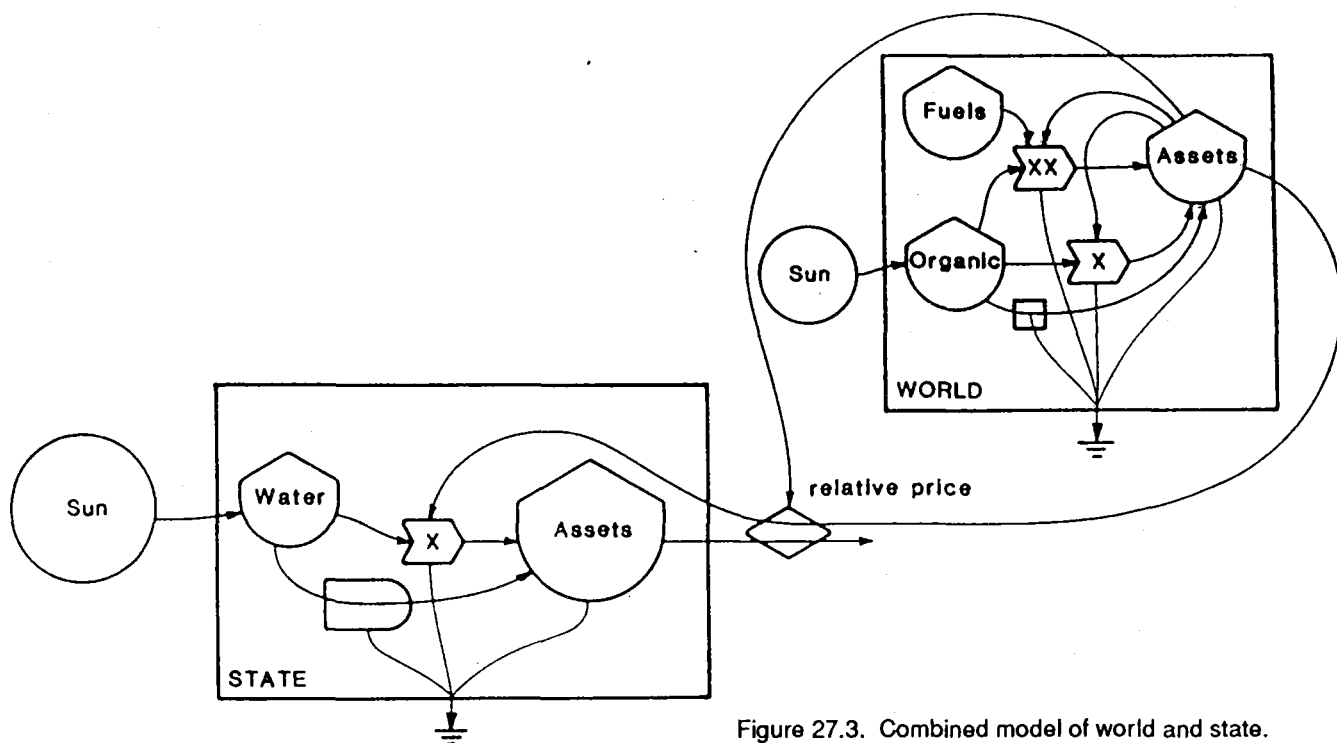 Fuels
XX
Assets
Sun
Organic
X
WORLD
relative price
Sun
Water
X
Assets
STATE
Figure 27.3. Combined model of world and state.